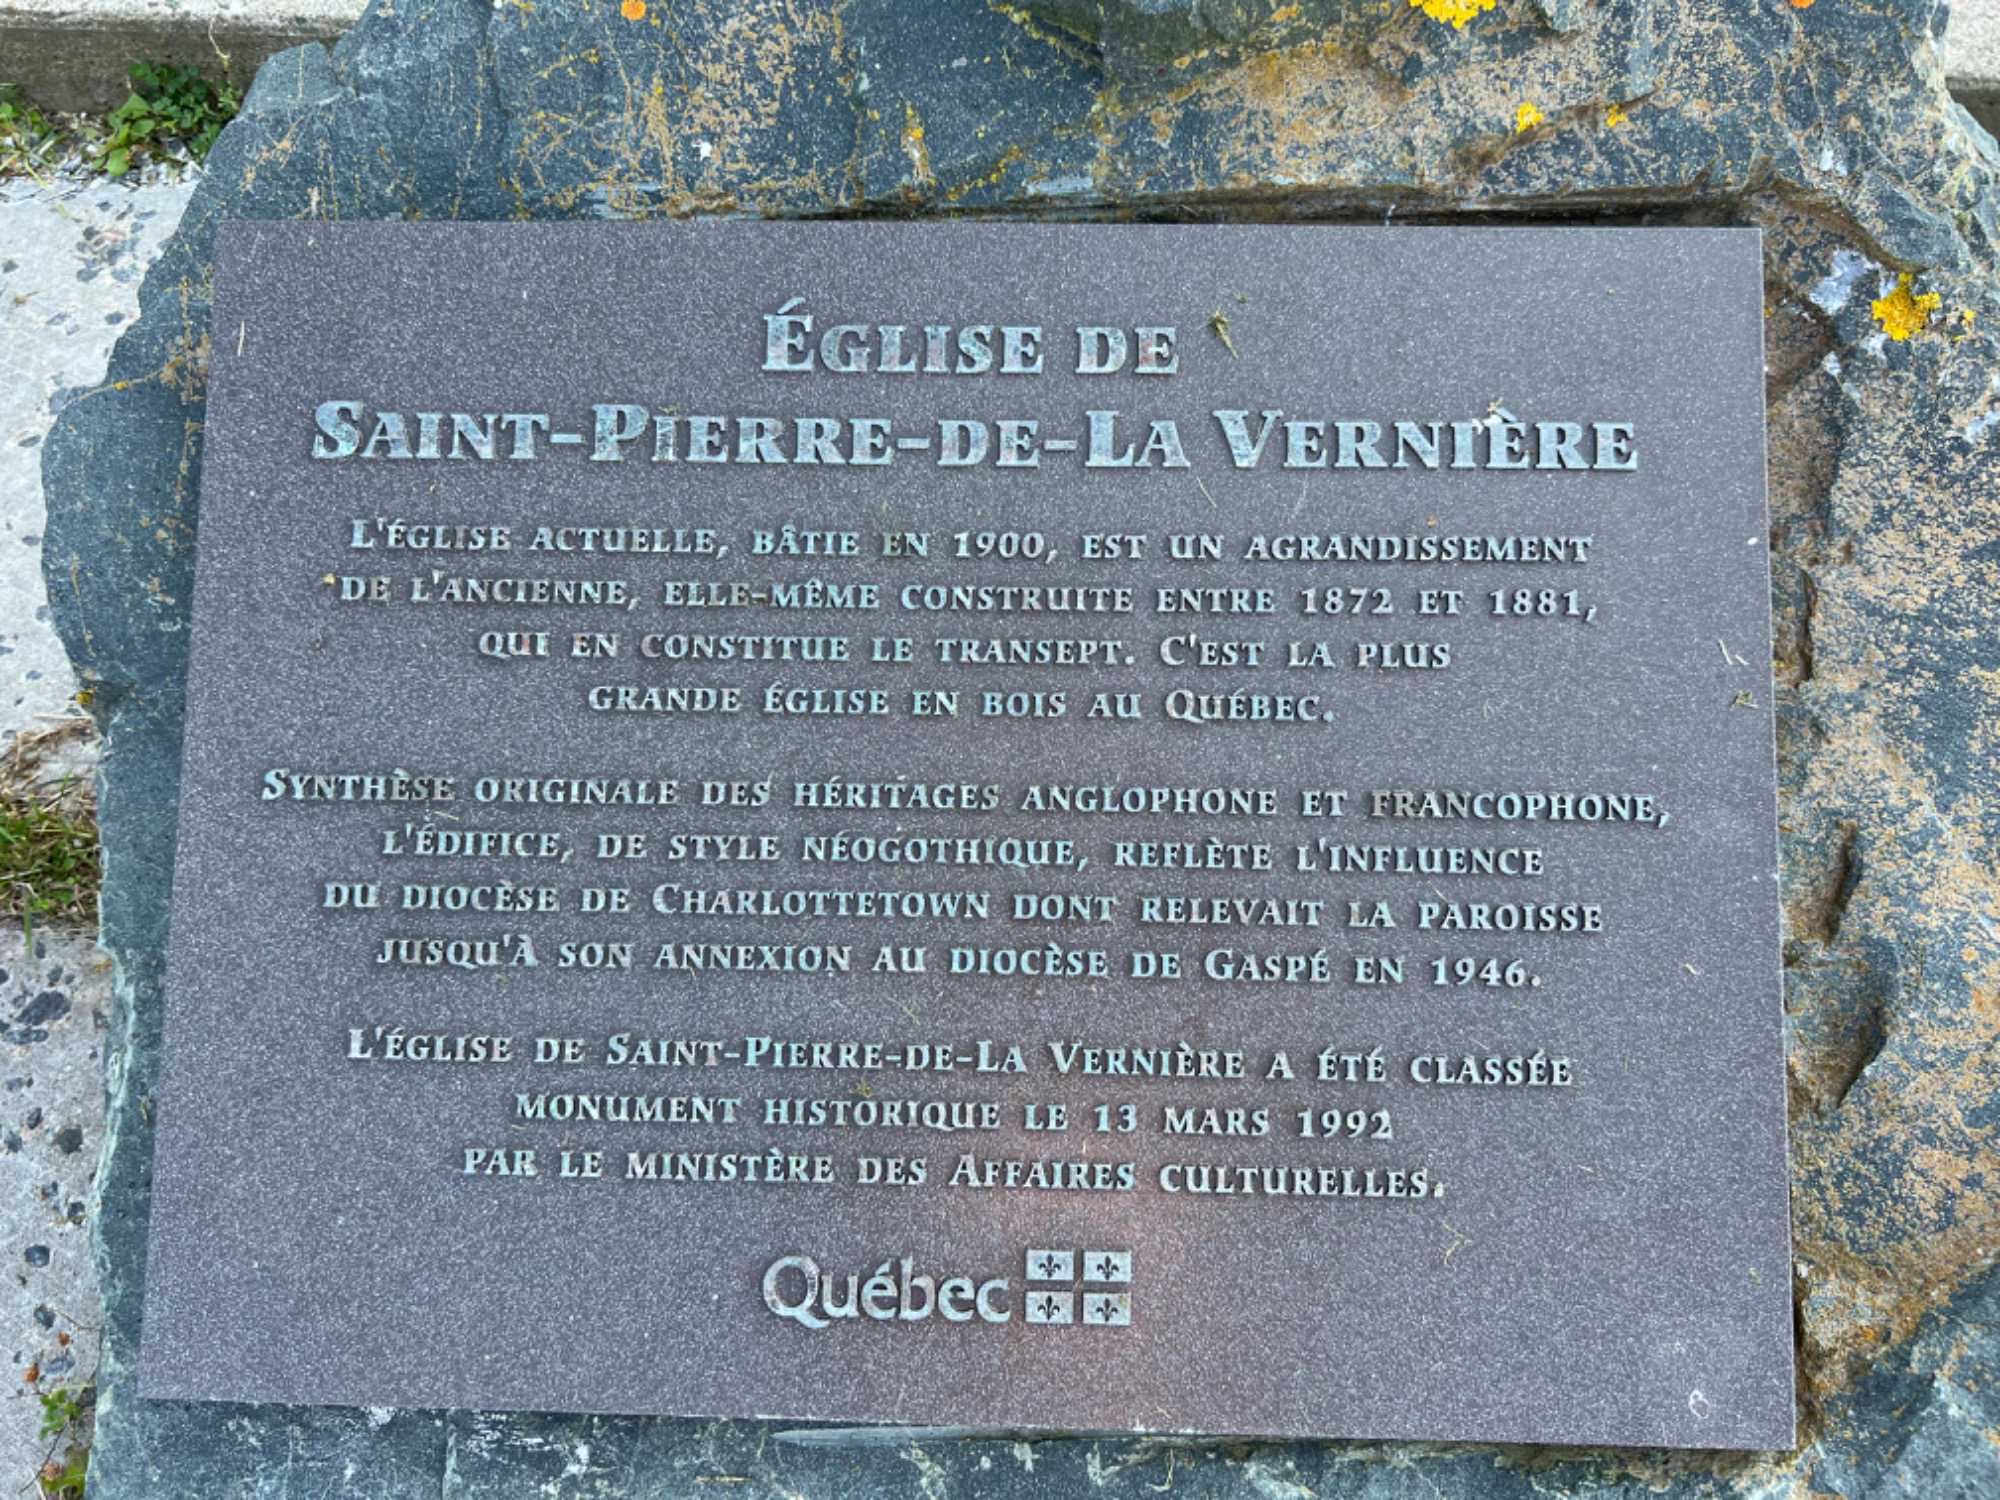 Église de
Saint-Pierre-de-La Vernière
L'église actuelle, bâtie en 1900, est un agrandissement
de l'ancienne, elle-même construite entre 1872 et 1881,
qui en constitue le transept. C'est la plus
grande église en bois au Québec.
Synthèse originale des héritages anglophone et francophone,
l'édifice, de style néogothique, reflète l'influence
du diocèse de Charlottetown dont relevait la paroisse
jusqu'à son annexion au diocèse de Gaspé en 1946.
L'église de Saint-Pierre-de-La Vernière a été classée
monument historique le 13 mars 1992
par le ministère des Affaires culturelles.
Québec